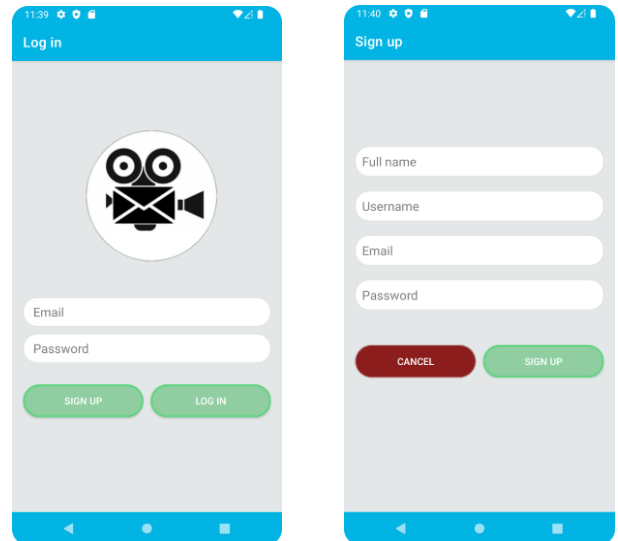 11:39
Log in
Email
Password
SIGN UP
LOG IN
11:40
Sign up
Full name
Username
Email
Password
CANCEL
SIGN UP